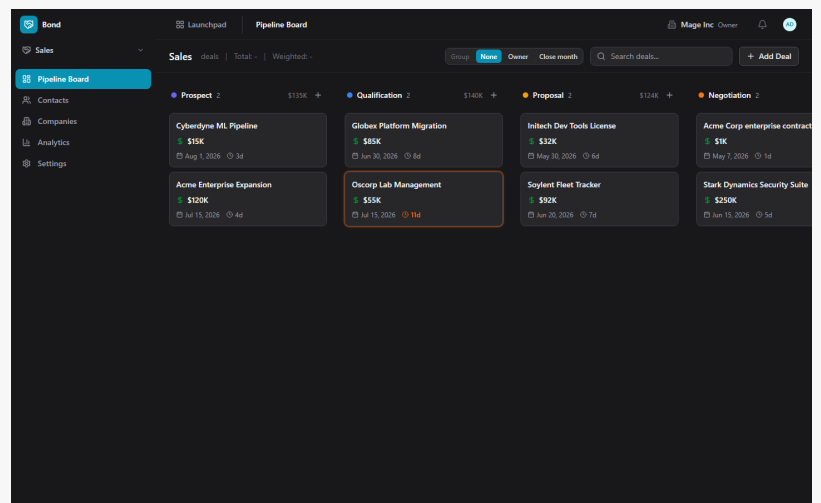 Bond
Launchpad
Pipeline Board
Mage Inc Owner
AD
Sales
Pipeline Board
Contacts
Companies
Analytics
Settings
Sales deals | Total: - | Weighted: -
Group None Owner Close month
Search deals...
+ Add Deal
Prospect 2 $135K +
Cyberdyne ML Pipeline
$ $15K
Aug 1, 2026 3d
Acme Enterprise Expansion
$ $120K
Jul 15, 2026 4d
Qualification 2 $140K +
Globex Platform Migration
$ $85K
Jun 30, 2026 8d
Oscorp Lab Management
$ $55K
Jul 15, 2026 11d
Proposal 2 $124K +
Initech Dev Tools License
$ $32K
May 30, 2026 6d
Soylent Fleet Tracker
$ $92K
Jun 20, 2026 7d
Negotiation 2
Acme Corp enterprise contract
$ $1K
May 7, 2026 1d
Stark Dynamics Security Suite
$ $250K
Jun 15, 2026 5d